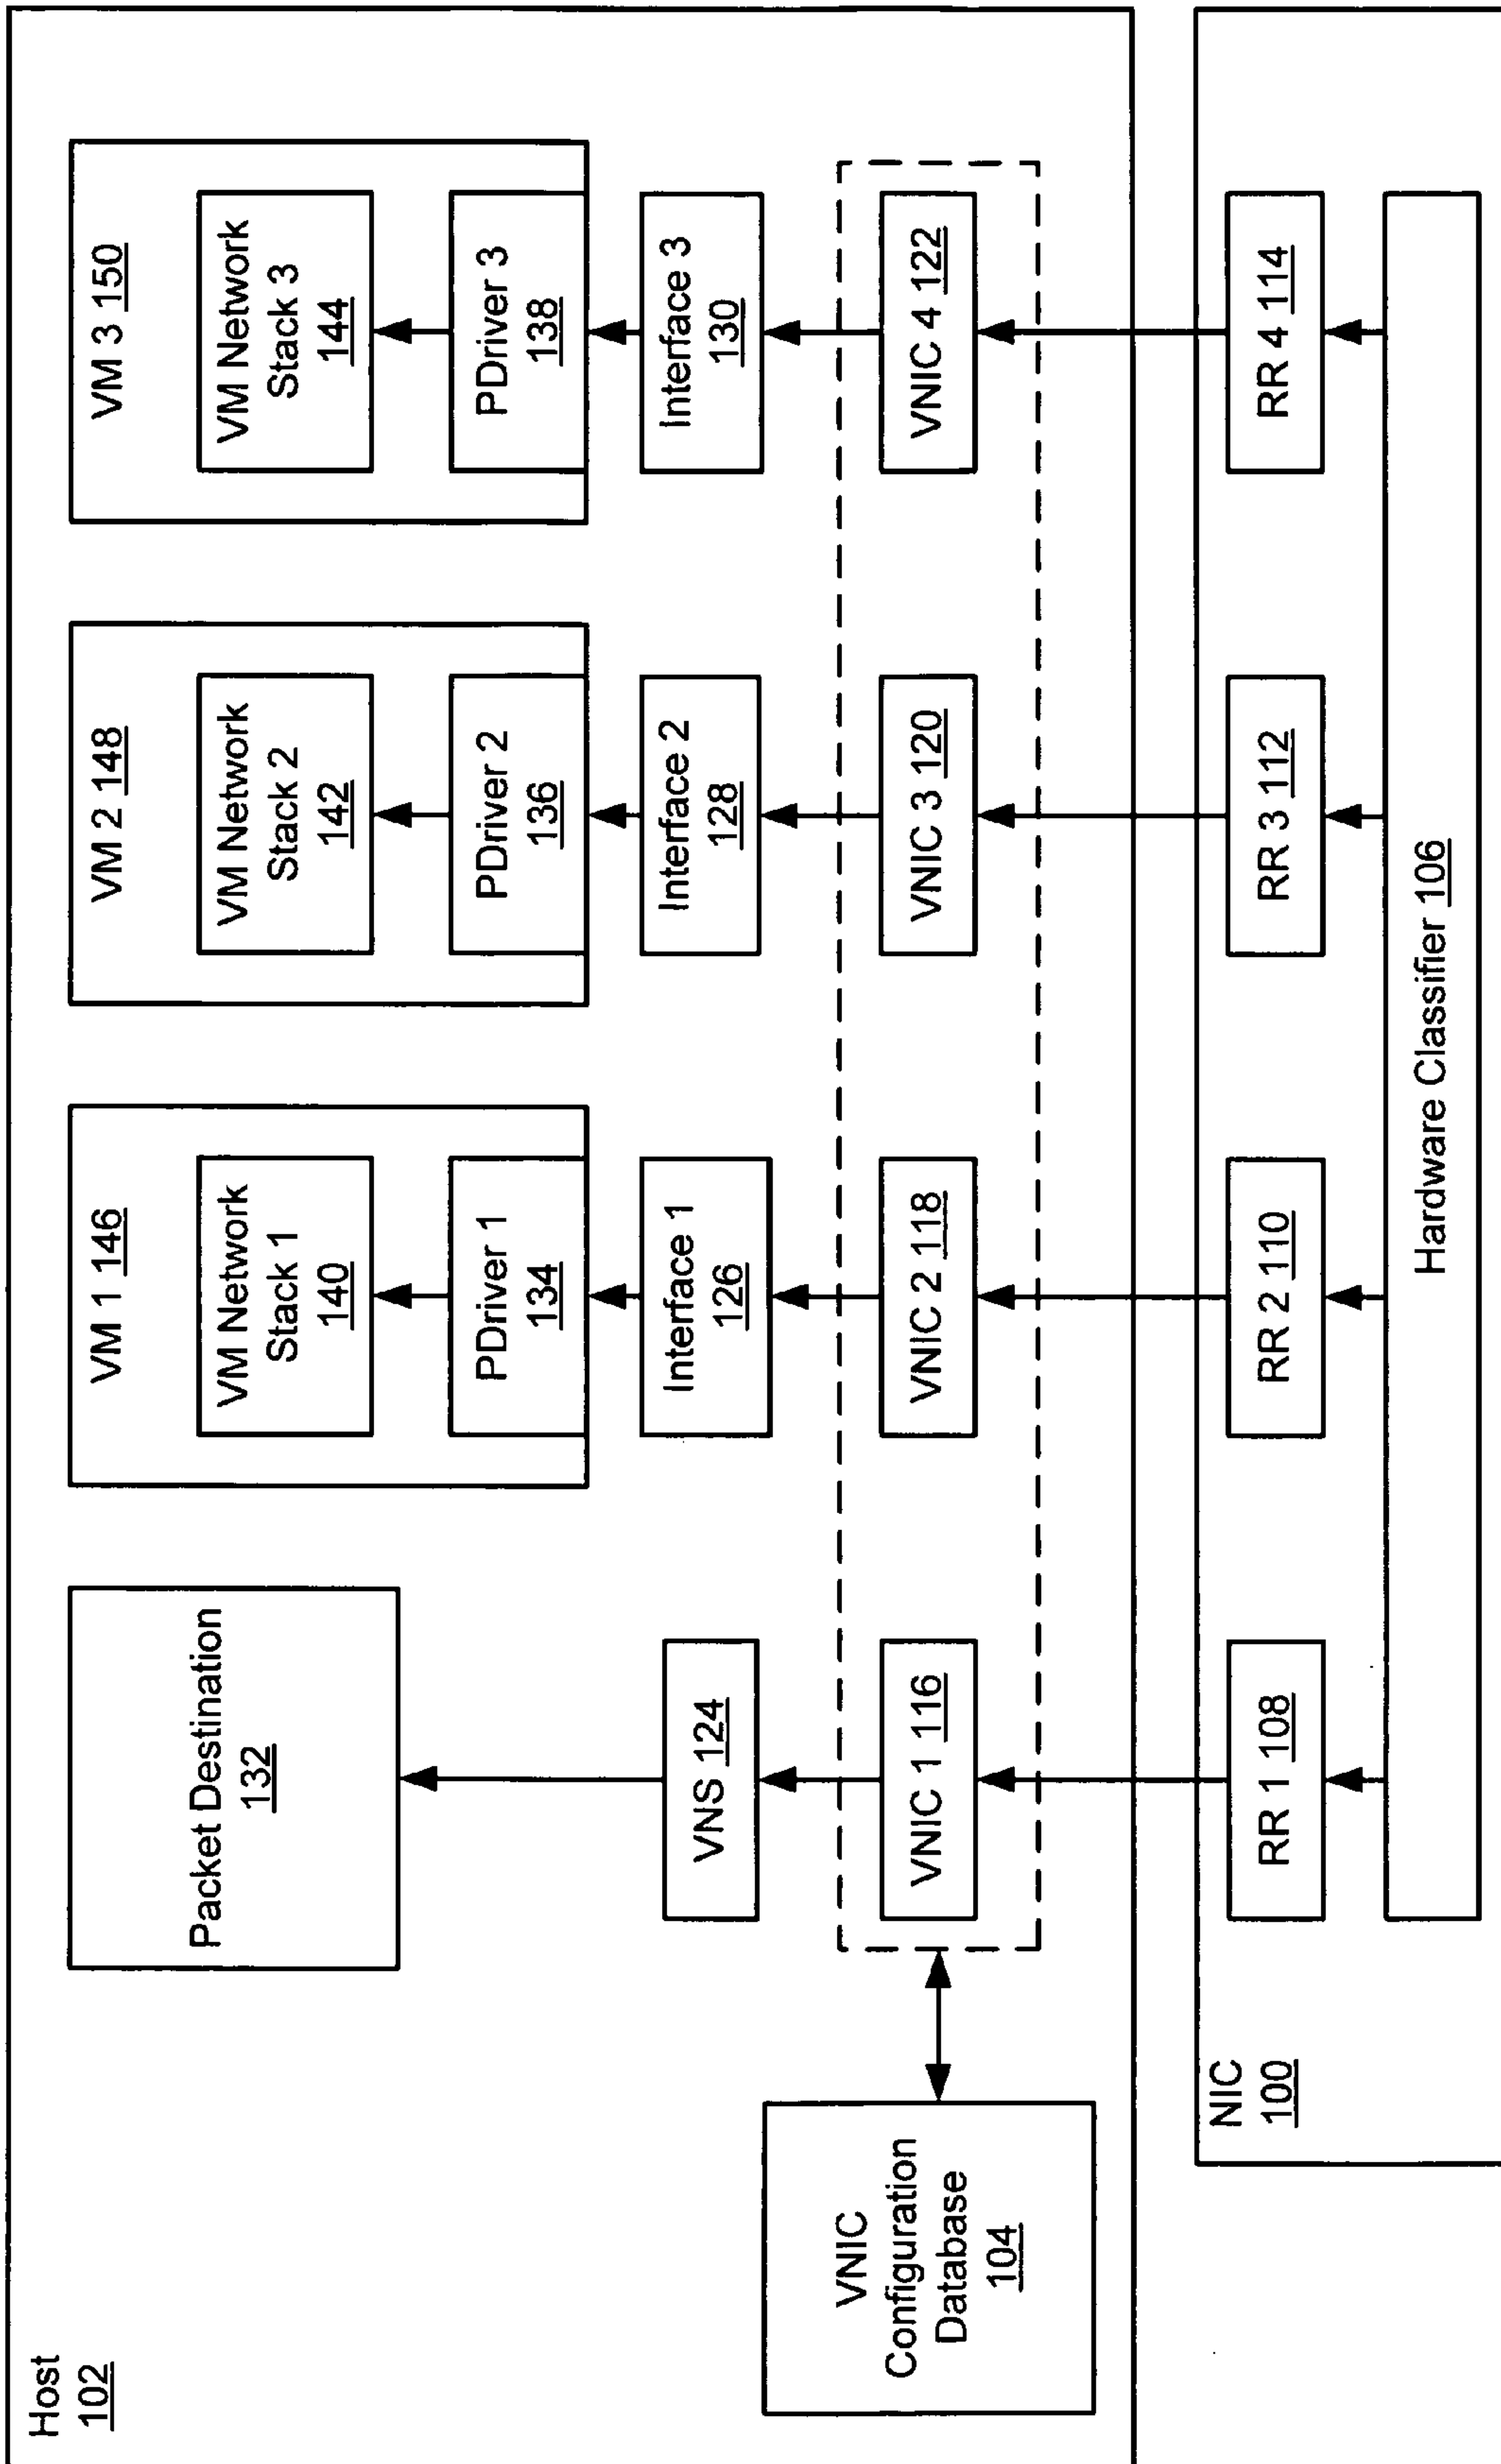 Host
102
Packet Destination
132
VM 1 146
VM Network
Stack 1
140
PDriver 1
134
VM 2 148
VM Network
Stack 2
142
PDriver 2
136
VM 3 150
VM Network
Stack 3
144
PDriver 3
138
VNS 124
Interface 1
126
Interface 2
128
Interface 3
130
VNIC
Configuration
Database
104
VNIC 1 116
VNIC 2 118
VNIC 3 120
VNIC 4 122
NIC
100
RR 1 108
RR 2 110
RR 3 112
RR 4 114
Hardware Classifier 106